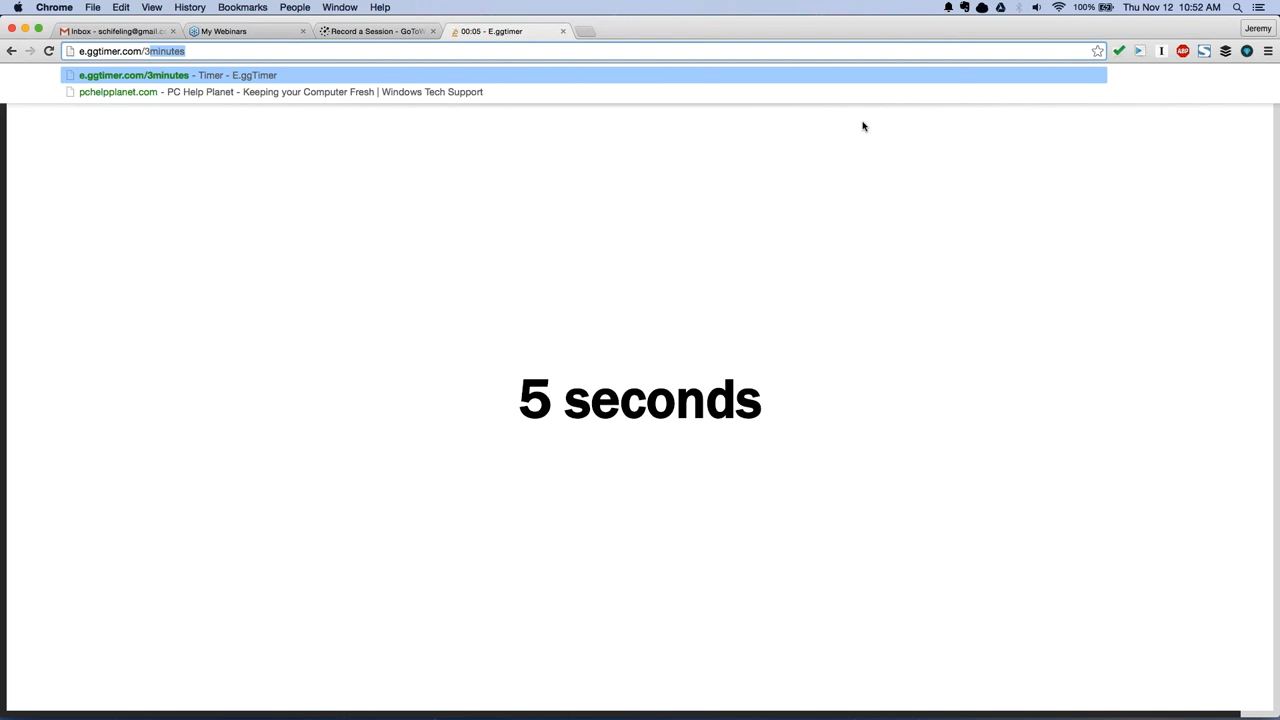 Chrome File Edit View History Bookmarks People Window Help 100% Thu Nov 12 10:52 AM
Inbox - schifeling@gmail.c My Webinars Record a Session - GoToW 00:05 - E.ggtimer Jeremy
e.ggtimer.com/3minutes ABP
e.ggtimer.com/3minutes - Timer - E.ggTimer
pchelpplanet.com - PC Help Planet - Keeping your Computer Fresh | Windows Tech Support
5 seconds